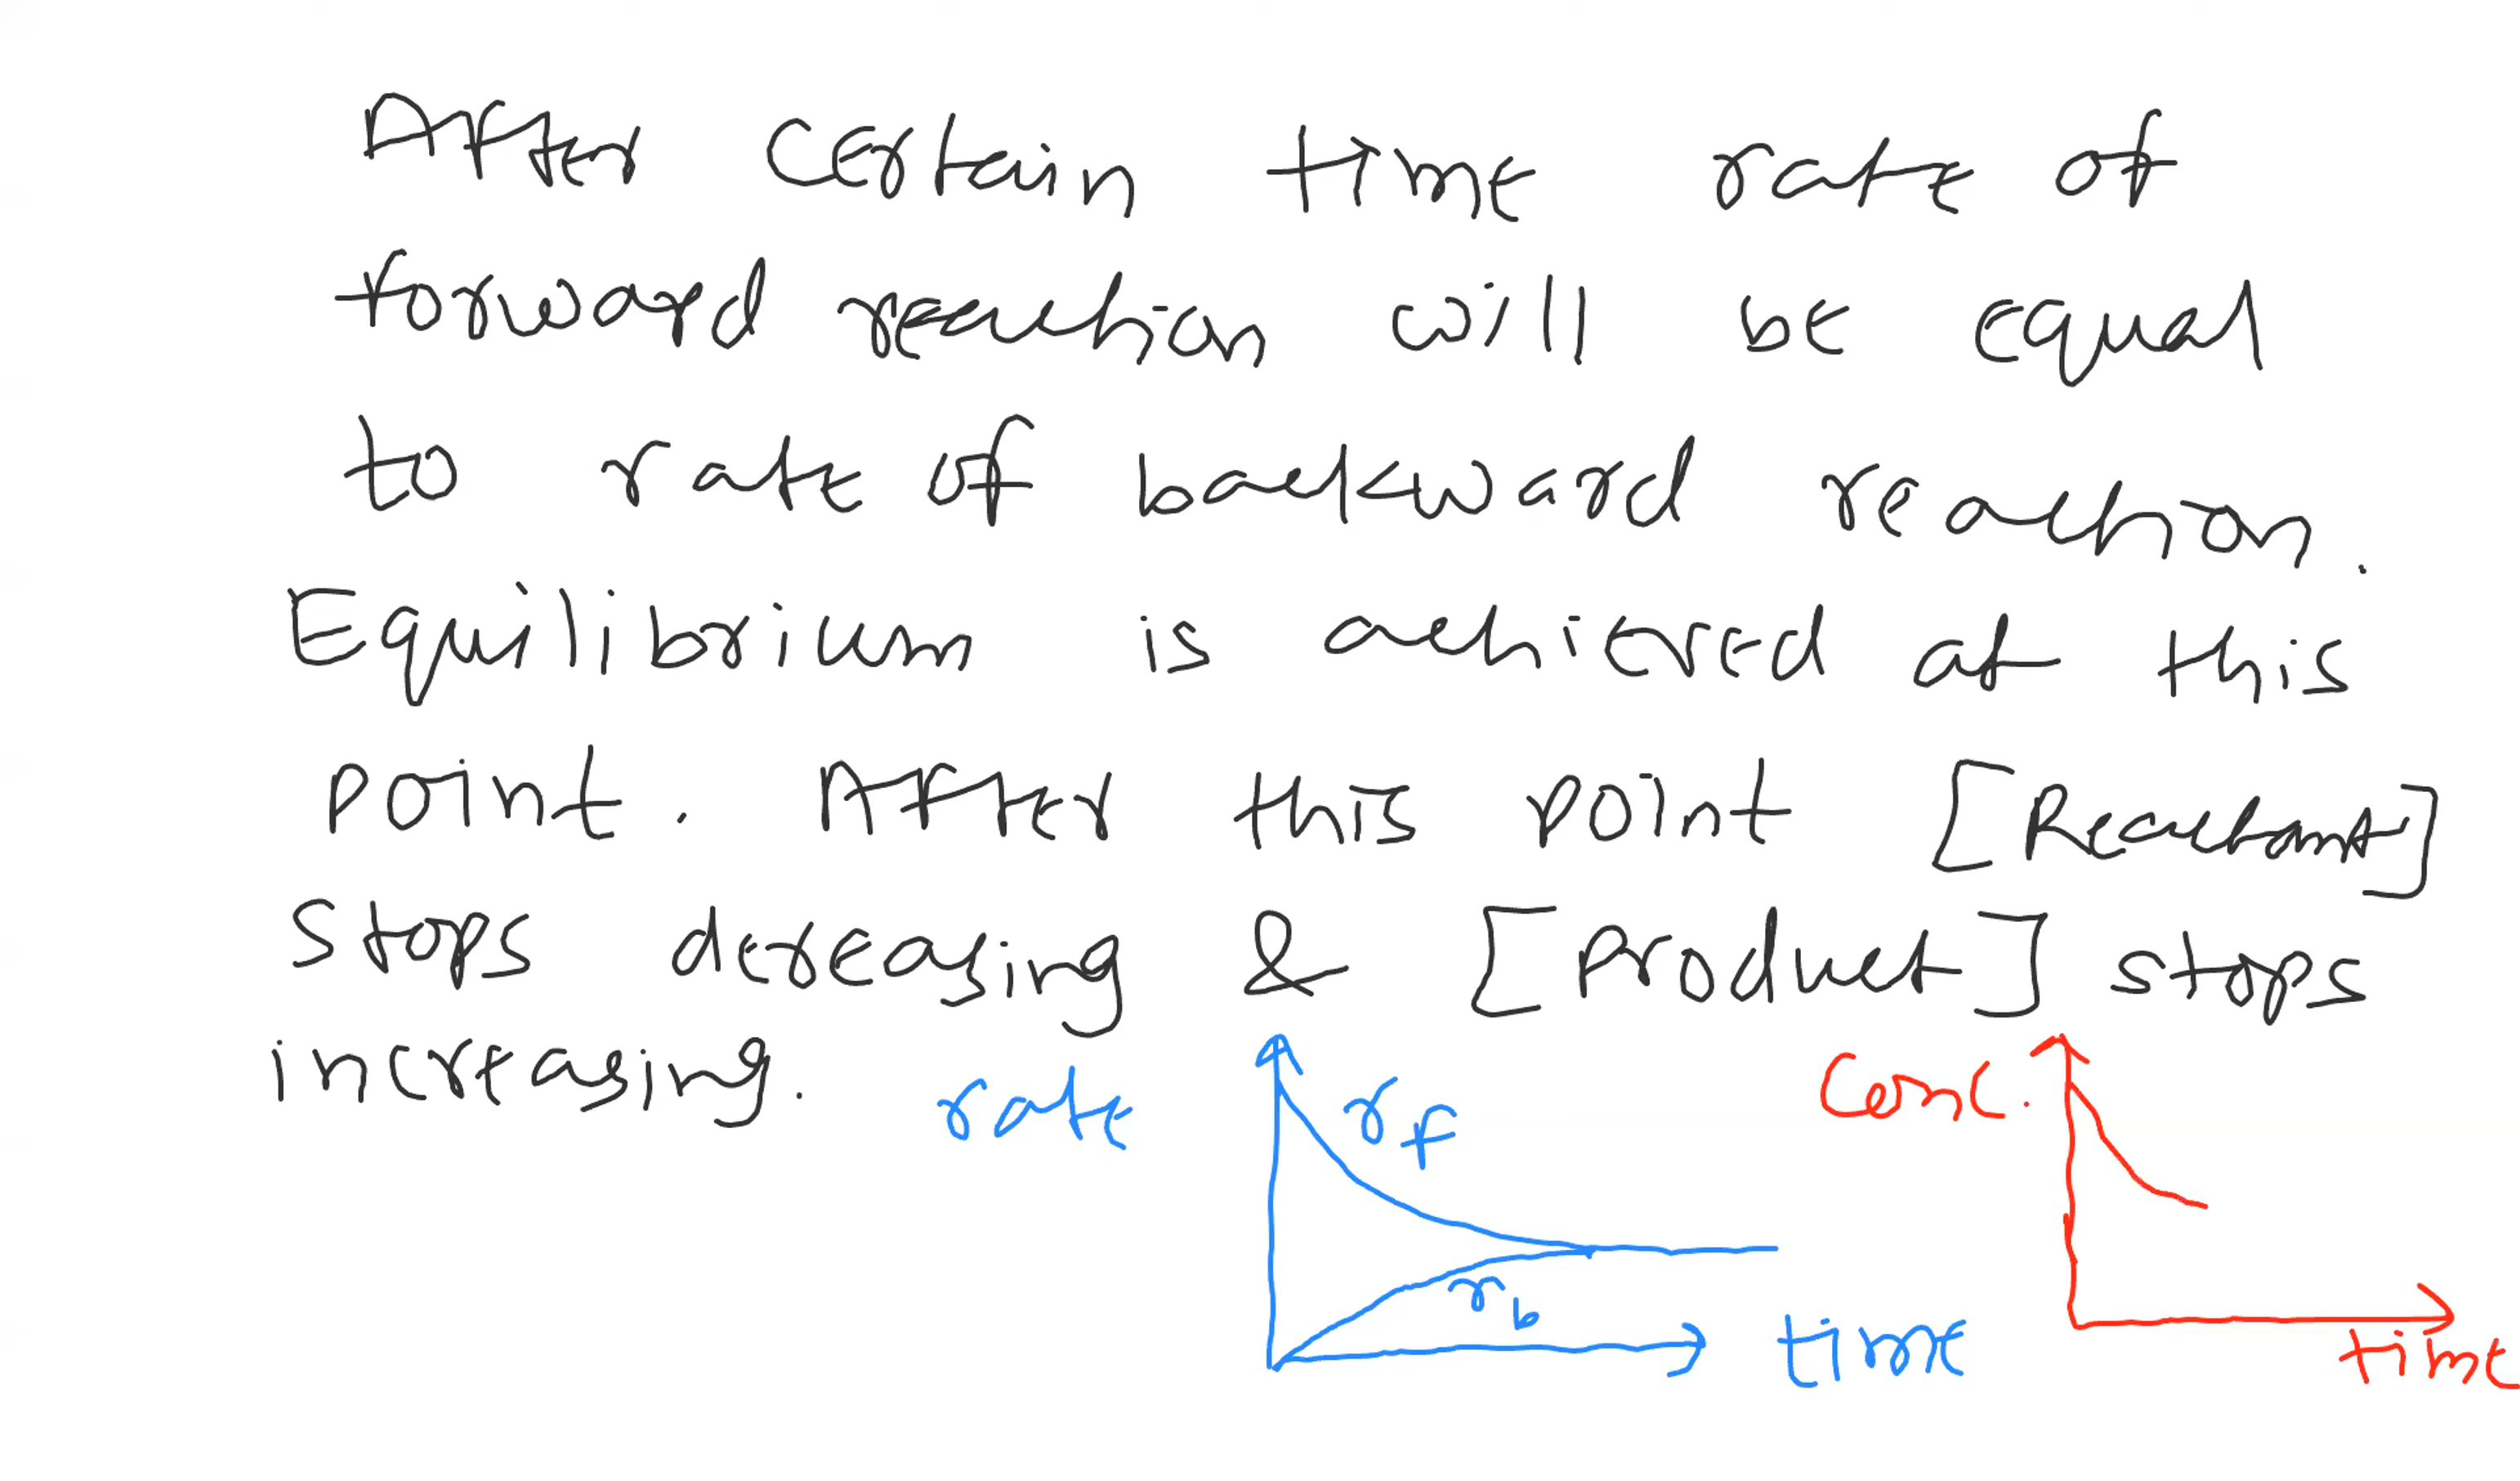 After certain time rate of
forward reaction will be equal
to rate of backward reaction.
Equilibrium is achieved at this
point. After this point [Reactant]
stops decreasing & [Product] stops
increasing.
rate
rf
rb
time
Conc.
time